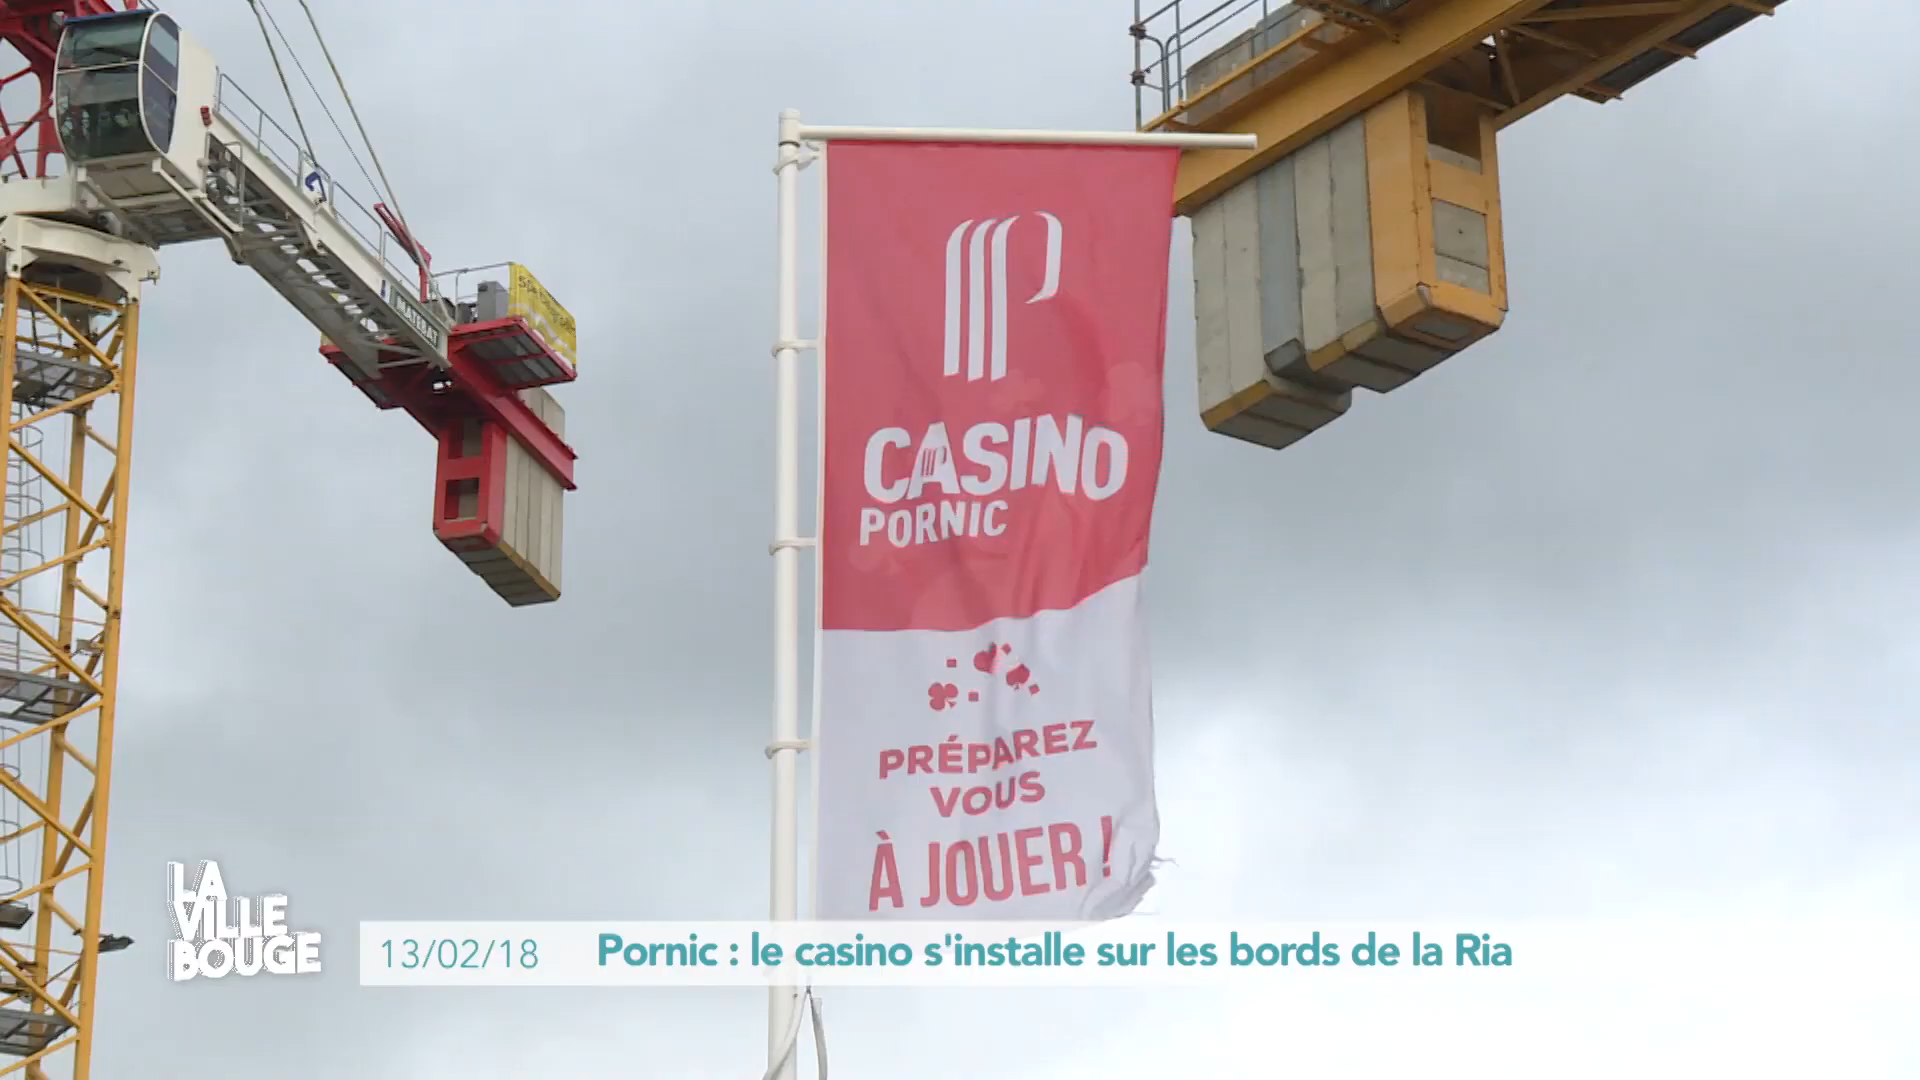 MATEBAT
CASINO
PORNIC
PRÉPAREZ
VOUS
À JOUER !
LA
VILLE
BOUGE
13/02/18
Pornic : le casino s'installe sur les bords de la Ria